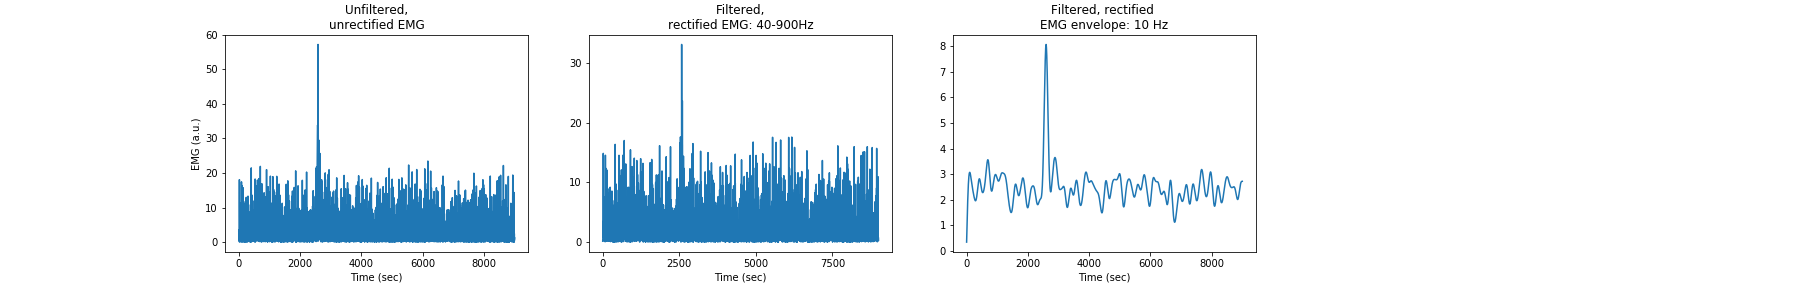 Unfiltered,
unrectified EMG
60
50
40
30
20
10
0
EMG (a.u.)
0 2000 4000 6000 8000
Time (sec)
Filtered,
rectified EMG: 40-900Hz
30
20
10
0
0 2500 5000 7500
Time (sec)
Filtered, rectified
EMG envelope: 10 Hz
8
7
6
5
4
3
2
1
0
0 2000 4000 6000 8000
Time (sec)